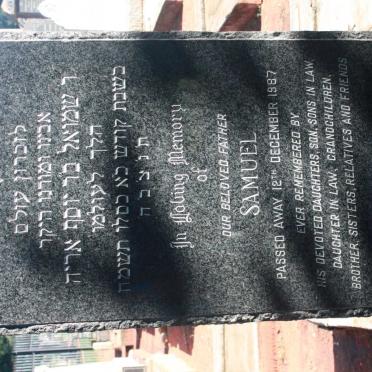 לזכרון עולם
אבינו ומורנו היקר
ר שמואל בר יוסף אריה
הלך לעולמו
בשבת קודש כא כסלו תשמח
ת נ צ ב ה
In Loving Memory
of
OUR BELOVED FATHER
SAMUEL
PASSED AWAY 12TH DECEMBER 1987
EVER REMEMBERED BY
HIS DEVOTED DAUGHTERS, SON, SONS IN LAW,
DAUGHTER IN LAW, GRANDCHILDREN,
BROTHER, SISTERS, RELATIVES AND FRIENDS